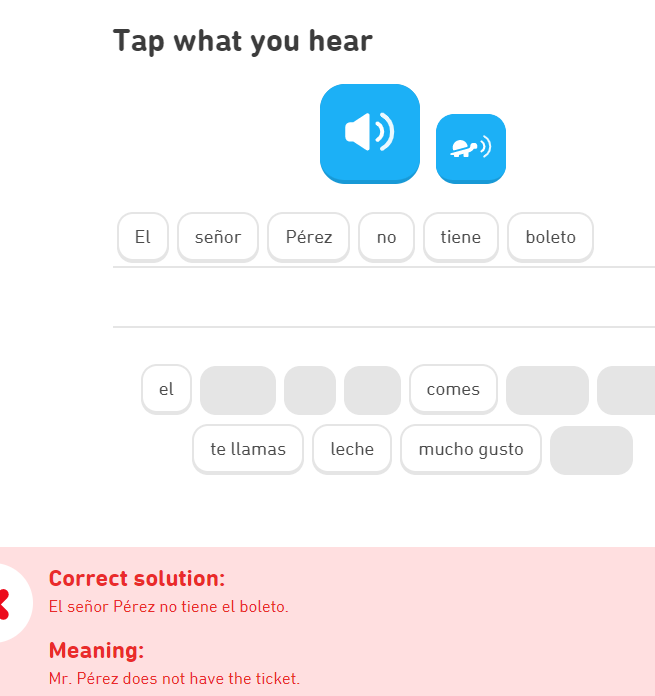 Tap what you hear
El señor Pérez no tiene boleto
el comes
te llamas leche mucho gusto
Correct solution:
El señor Pérez no tiene el boleto.
Meaning:
Mr. Pérez does not have the ticket.